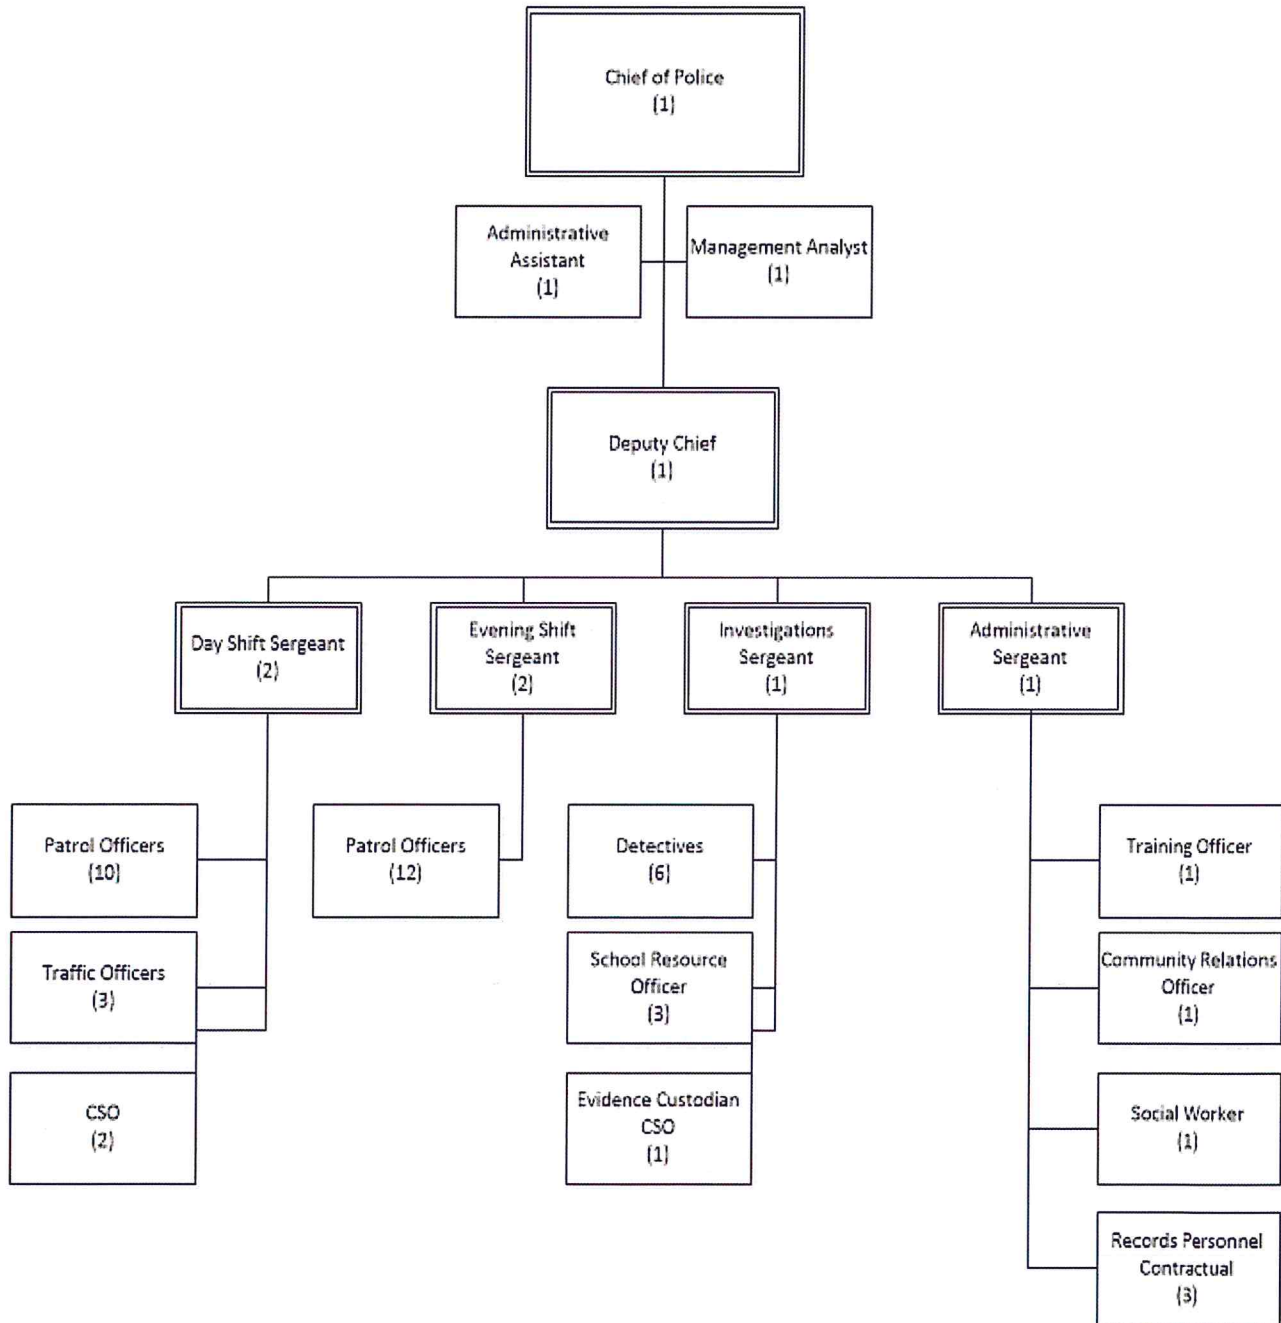 Chief of Police
(1)
Administrative
Assistant
(1)
Management Analyst
(1)
Deputy Chief
(1)
Day Shift Sergeant
(2)
Evening Shift
Sergeant
(2)
Investigations
Sergeant
(1)
Administrative
Sergeant
(1)
Patrol Officers
(10)
Patrol Officers
(12)
Detectives
(6)
Training Officer
(1)
Traffic Officers
(3)
School Resource
Officer
(3)
Community Relations
Officer
(1)
CSO
(2)
Evidence Custodian
CSO
(1)
Social Worker
(1)
Records Personnel
Contractual
(3)